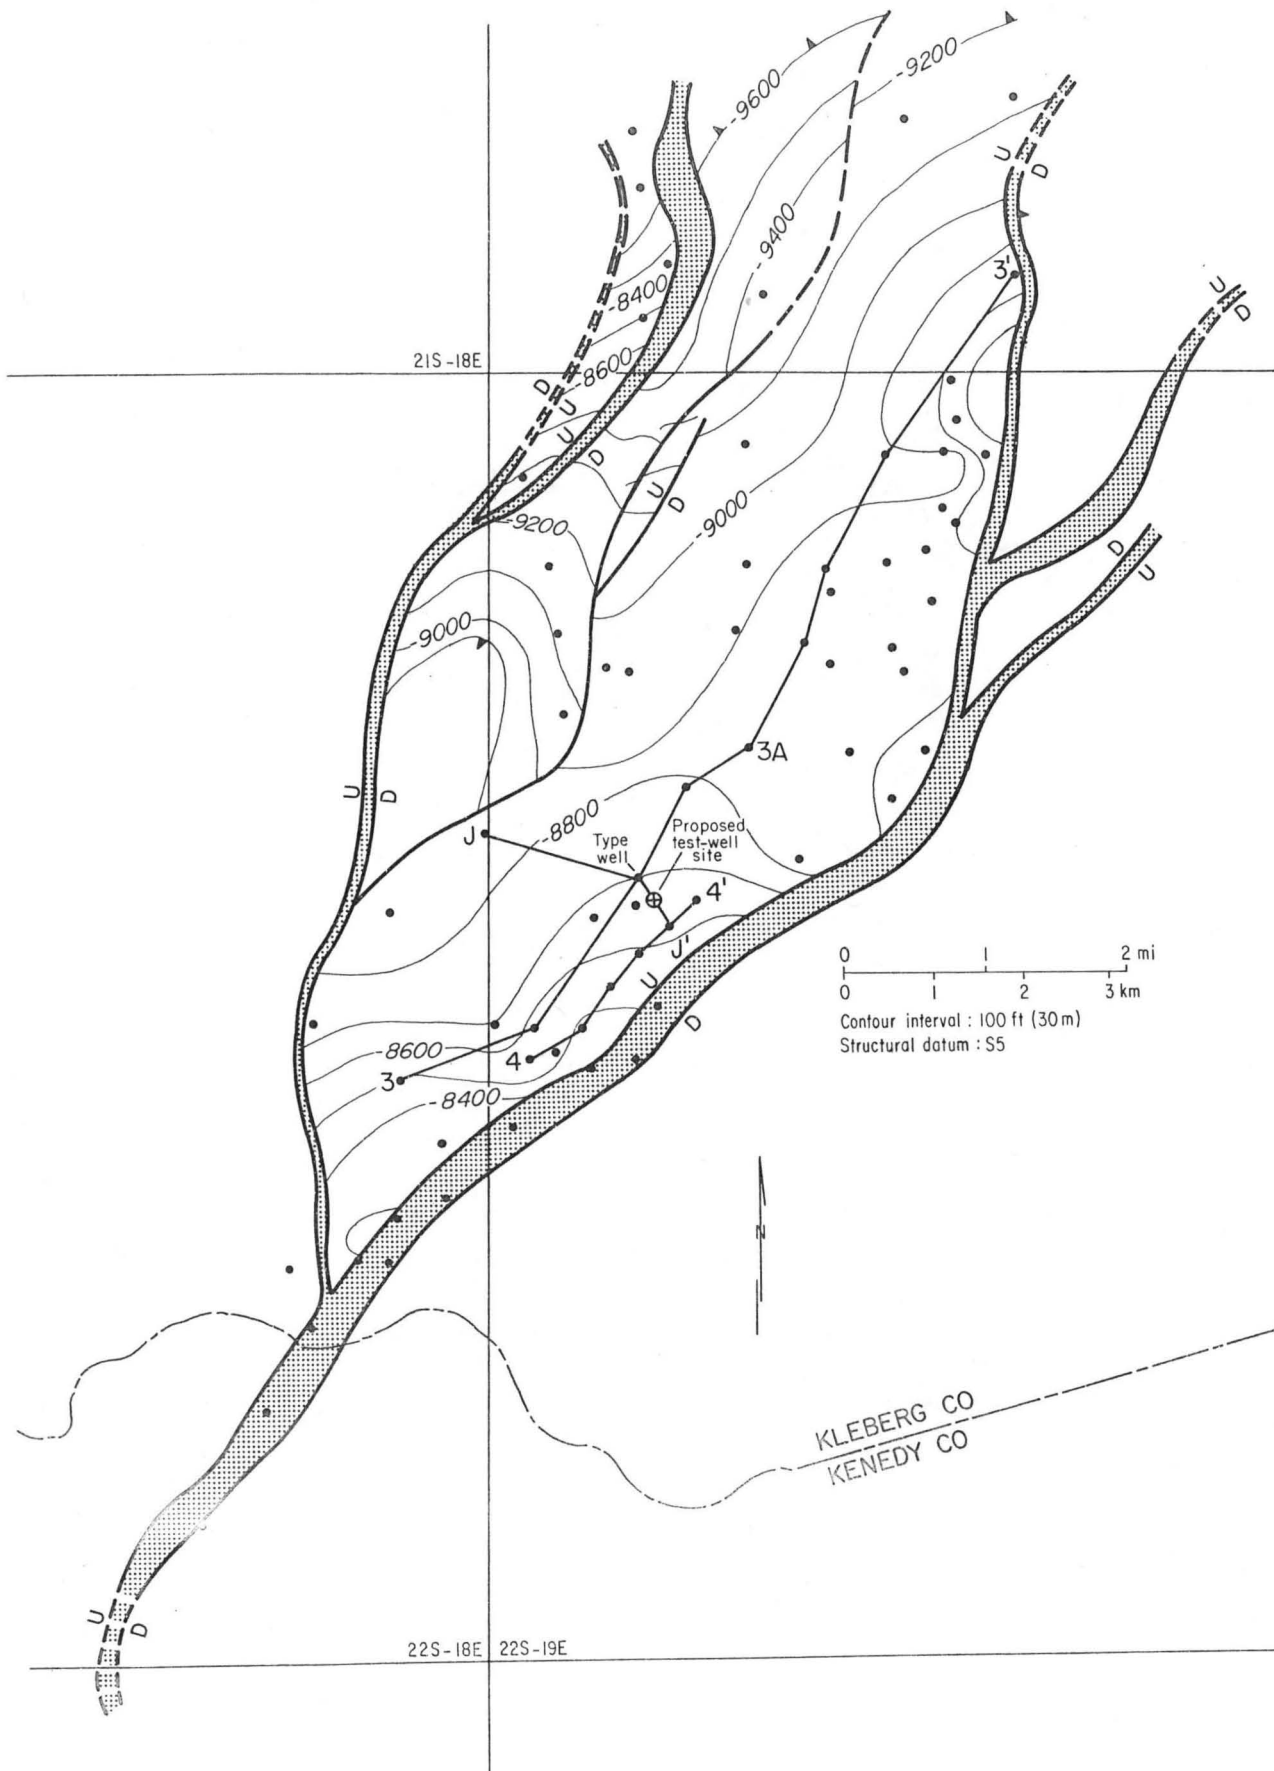 -9600
-9200
U
D
-9400
3'
-8400
U
D
21S-18E
-8600
D
U
U
D
U
D
-9000
-9200
D
U
-9000
3A
U
D
-8800
J
Type
well
Proposed
test-well
site
4'
J'
U
D
0 1 2 mi
0 1 2 3 km
Contour interval : 100 ft (30 m)
Structural datum : S5
-8600
4
3
-8400
N
KLEBERG CO
KENEDY CO
U
D
22S-18E 22S-19E